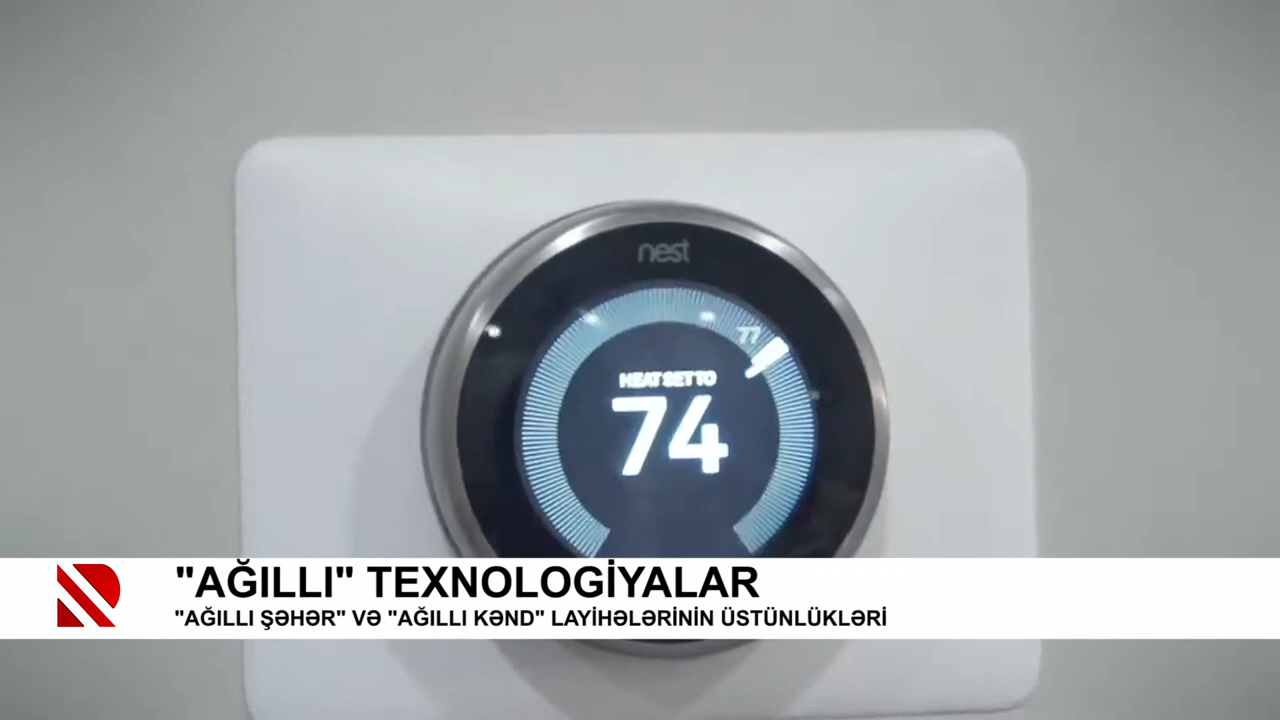 nest
77
HEAT SET TO
74
"AĞILLI" TEXNOLOGİYALAR
"AĞILLI ŞƏHƏR" VƏ "AĞILLI KƏND" LAYİHƏLƏRİNİN ÜSTÜNLÜKLƏRİ